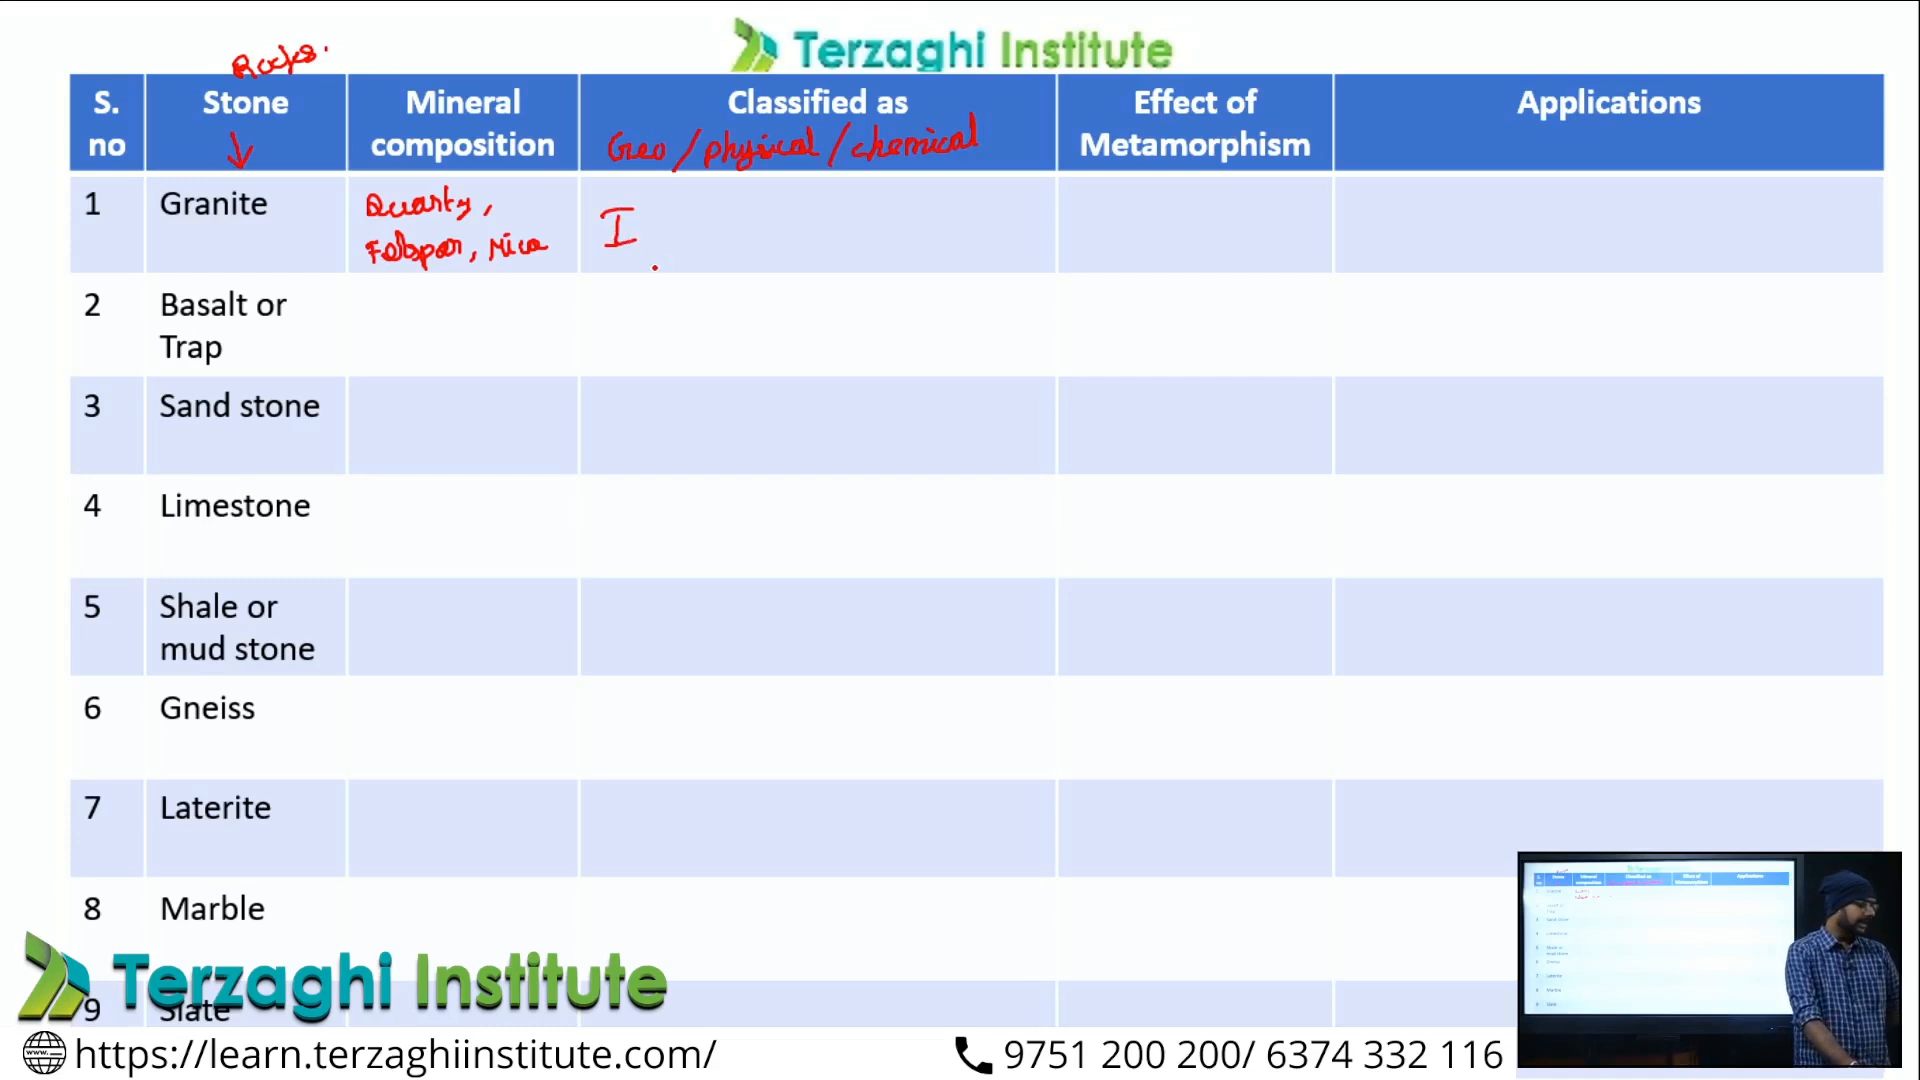 Terzaghi Institute
Rocks.
S. no
Stone
Mineral composition
Classified as
Geo/physical/chemical
Effect of Metamorphism
Applications
1
Granite
Quartz,
Felspar, Mica
I
2
Basalt or
Trap
3
Sand stone
4
Limestone
5
Shale or
mud stone
6
Gneiss
7
Laterite
8
Marble
Terzaghi Institute
9
Slate
https://learn.terzaghiinstitute.com/
9751 200 200/ 6374 332 116